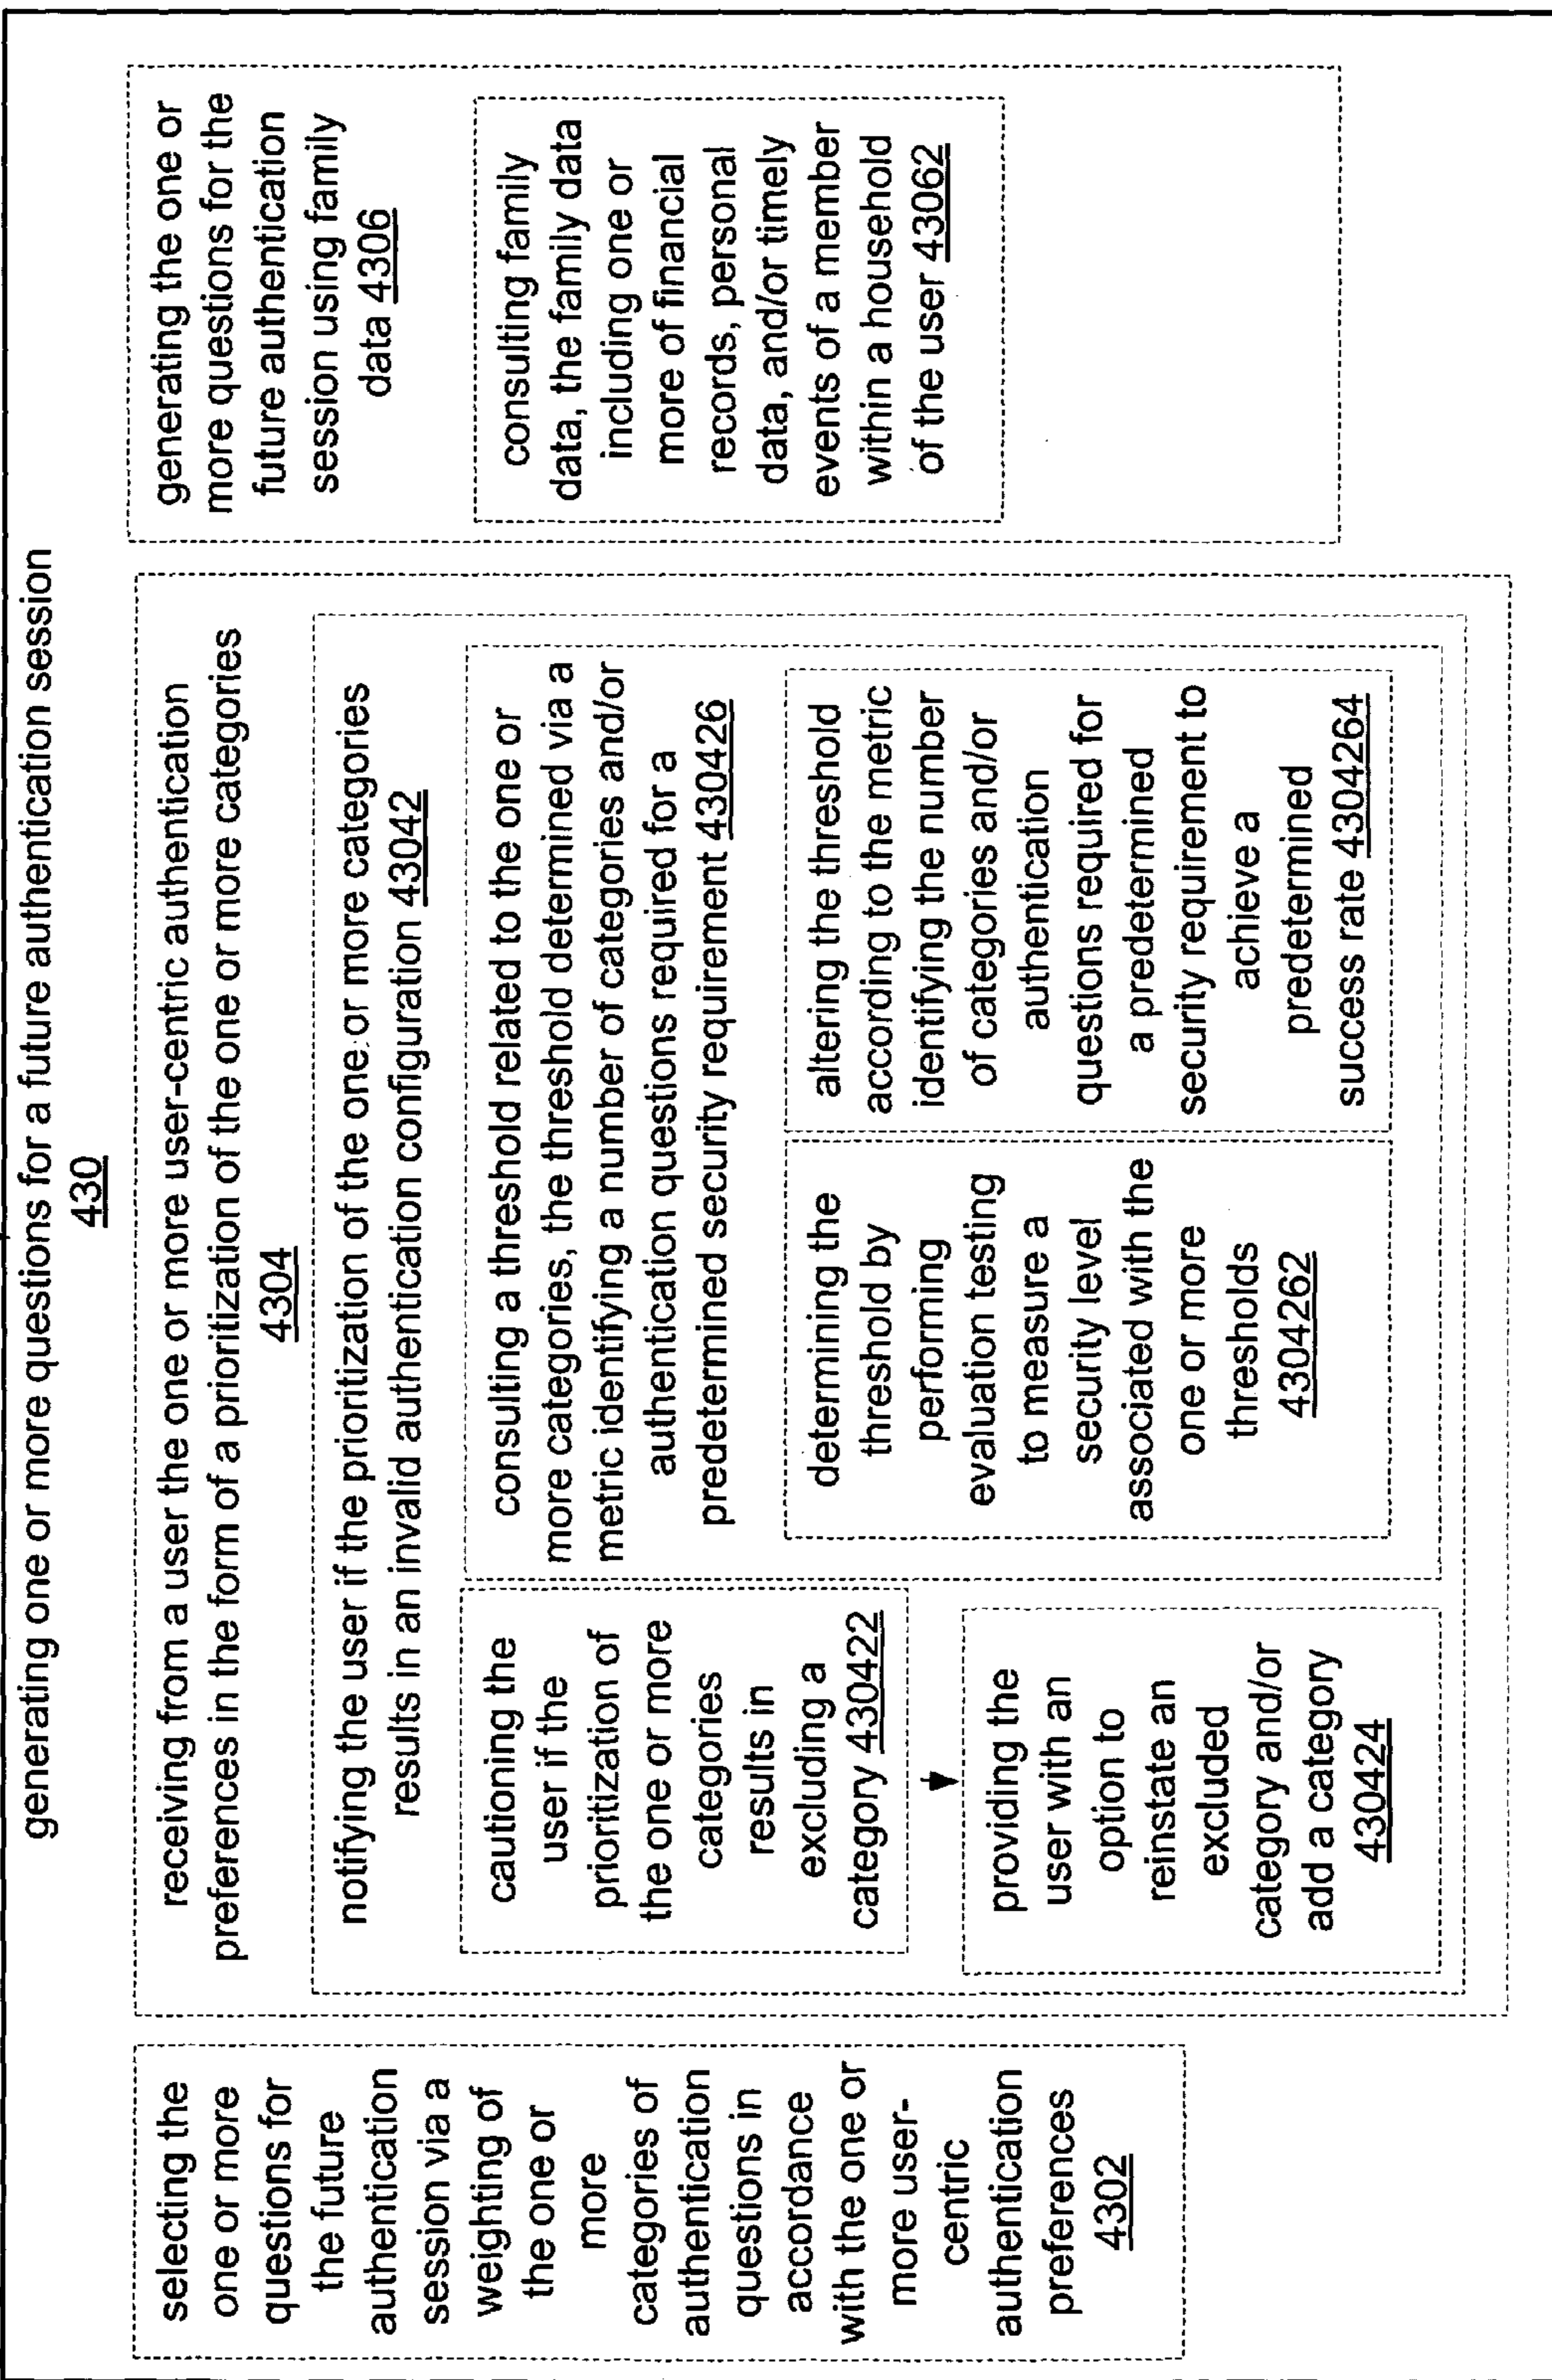 generating one or more questions for a future authentication session
430
selecting the
one or more
questions for
the future
authentication
session via a
weighting of
the one or
more
categories of
authentication
questions in
accordance
with the one or
more user-
centric
authentication
preferences
4302
receiving from a user the one or more user-centric authentication
preferences in the form of a prioritization of the one or more categories
4304
notifying the user if the prioritization of the one or more categories
results in an invalid authentication configuration 43042
cautioning the
user if the
prioritization of
the one or more
categories
results in
excluding a
category 430422
providing the
user with an
option to
reinstate an
excluded
category and/or
add a category
430424
consulting a threshold related to the one or
more categories, the threshold determined via a
metric identifying a number of categories and/or
authentication questions required for a
predetermined security requirement 430426
determining the
threshold by
performing
evaluation testing
to measure a
security level
associated with the
one or more
thresholds
4304262
altering the threshold
according to the metric
identifying the number
of categories and/or
authentication
questions required for
a predetermined
security requirement to
achieve a
predetermined
success rate 4304264
generating the one or
more questions for the
future authentication
session using family
data 4306
consulting family
data, the family data
including one or
more of financial
records, personal
data, and/or timely
events of a member
within a household
of the user 43062